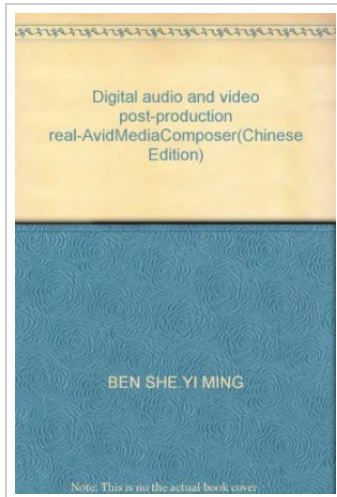 Digital audio and video
post-production
real-AvidMediaComposer(Chinese
Edition)
BEN SHE.YI MING
Note: This is no the actual book cover